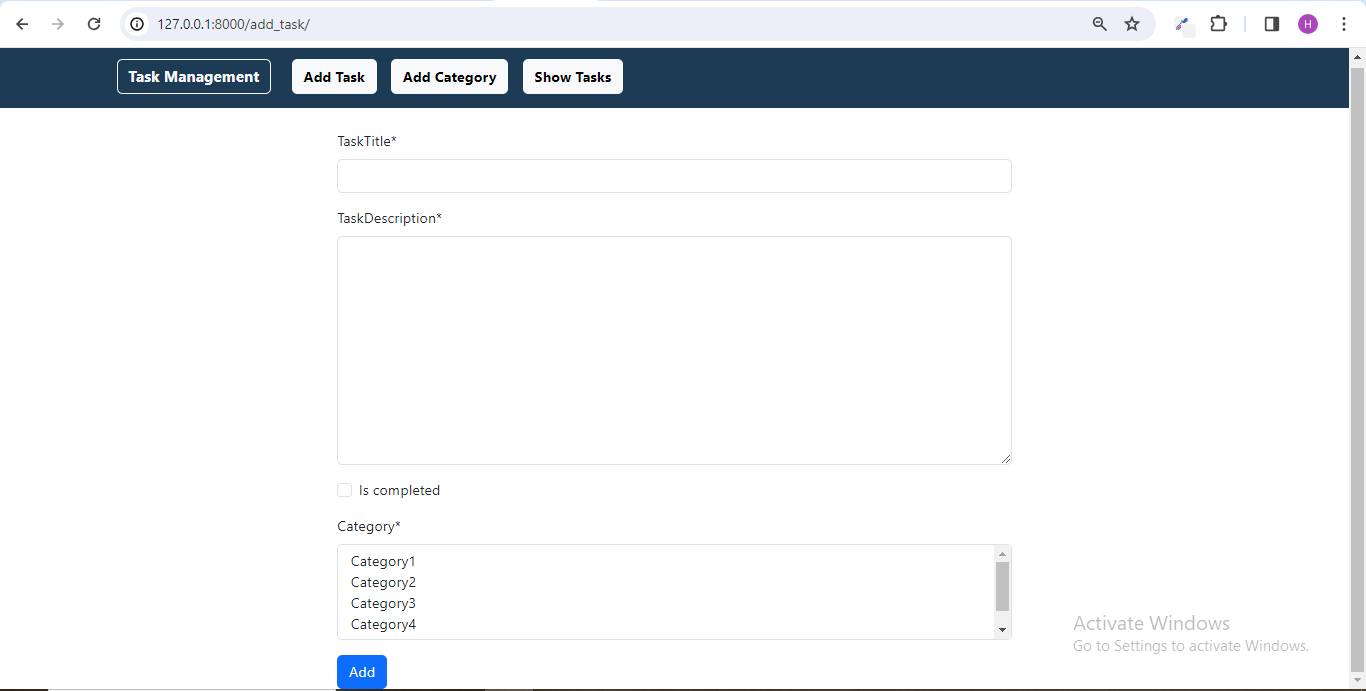 127.0.0.1:8000/add_task/
H
Task Management Add Task Add Category Show Tasks
TaskTitle*
TaskDescription*
Is completed
Category*
Category1
Category2
Category3
Category4
Activate Windows
Go to Settings to activate Windows.
Add